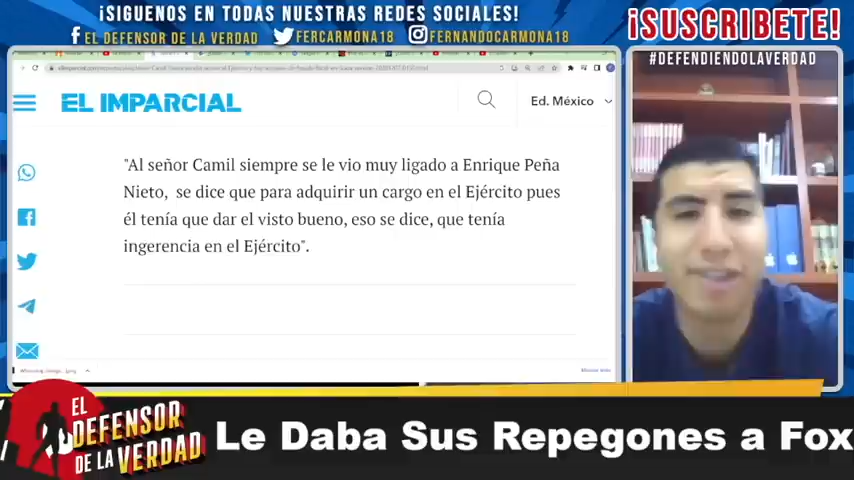 ¡SIGUENOS EN TODAS NUESTRAS REDES SOCIALES!
EL DEFENSOR DE LA VERDAD
FERCARMONA18
FERNANDOCARMONA18
¡SUSCRIBETE!
#DEFENDIENDOLAVERDAD
EL IMPARCIAL
Ed. México
"Al señor Camil siempre se le vio muy ligado a Enrique Peña
Nieto, se dice que para adquirir un cargo en el Ejército pues
él tenía que dar el visto bueno, eso se dice, que tenía
ingerencia en el Ejército".
EL
DEFENSOR
DE LA VERDAD
Le Daba Sus Repegones a Fox